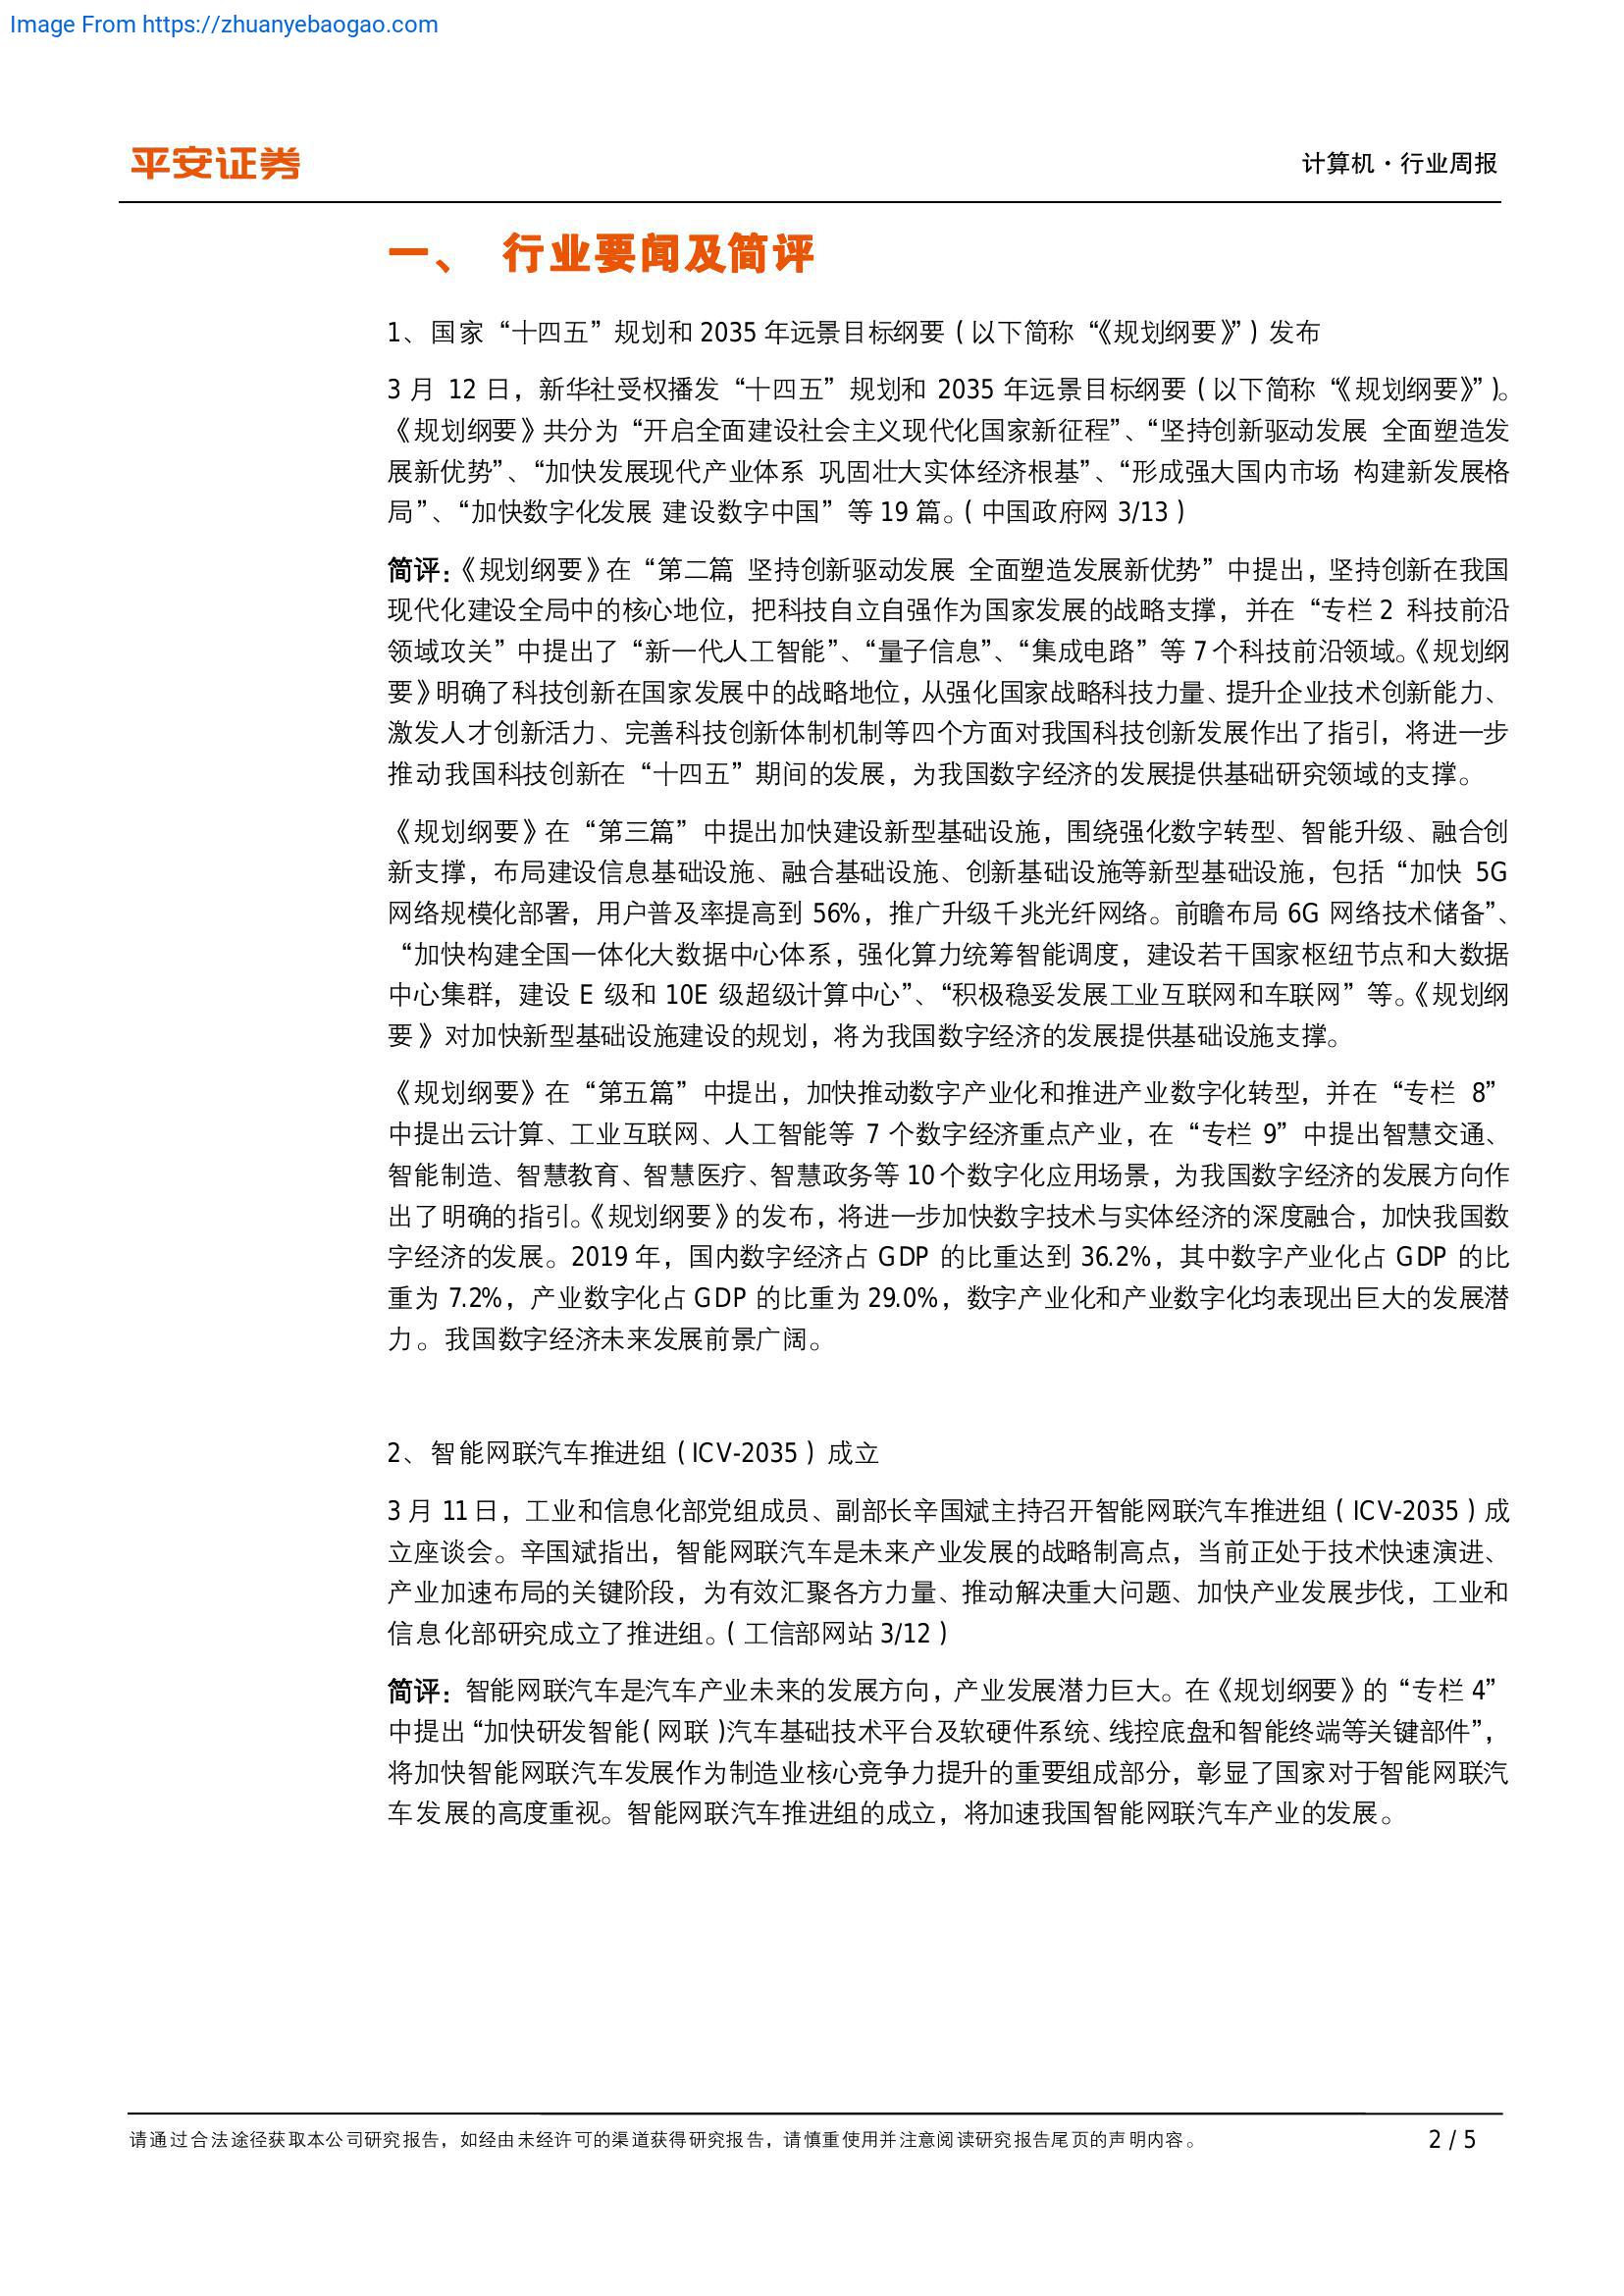 Image From https://zhuanyebaogao.com
平安证券
计算机·行业周报
一、 行业要闻及简评
1、国家“十四五”规划和 2035 年远景目标纲要(以下简称“《规划纲要》”)发布
3 月 12 日，新华社受权播发“十四五”规划和 2035 年远景目标纲要(以下简称“《规划纲要》”)。
《规划纲要》共分为“开启全面建设社会主义现代化国家新征程”、“坚持创新驱动发展 全面塑造发
展新优势”、“加快发展现代产业体系 巩固壮大实体经济根基”、“形成强大国内市场 构建新发展格
局”、“加快数字化发展 建设数字中国”等 19 篇。(中国政府网 3/13)
简评：《规划纲要》在“第二篇 坚持创新驱动发展 全面塑造发展新优势”中提出，坚持创新在我国
现代化建设全局中的核心地位，把科技自立自强作为国家发展的战略支撑，并在“专栏 2 科技前沿
领域攻关”中提出了“新一代人工智能”、“量子信息”、“集成电路”等 7 个科技前沿领域。《规划纲
要》明确了科技创新在国家发展中的战略地位，从强化国家战略科技力量、提升企业技术创新能力、
激发人才创新活力、完善科技创新体制机制等四个方面对我国科技创新发展作出了指引，将进一步
推动我国科技创新在“十四五”期间的发展，为我国数字经济的发展提供基础研究领域的支撑。
《规划纲要》在“第三篇”中提出加快建设新型基础设施，围绕强化数字转型、智能升级、融合创
新支撑，布局建设信息基础设施、融合基础设施、创新基础设施等新型基础设施，包括“加快 5G
网络规模化部署，用户普及率提高到 56%，推广升级千兆光纤网络。前瞻布局 6G 网络技术储备”、
“加快构建全国一体化大数据中心体系，强化算力统筹智能调度，建设若干国家枢纽节点和大数据
中心集群，建设 E 级和 10E 级超级计算中心”、“积极稳妥发展工业互联网和车联网”等。《规划纲
要》对加快新型基础设施建设的规划，将为我国数字经济的发展提供基础设施支撑。
《规划纲要》在“第五篇”中提出，加快推动数字产业化和推进产业数字化转型，并在“专栏 8”
中提出云计算、工业互联网、人工智能等 7 个数字经济重点产业，在“专栏 9”中提出智慧交通、
智能制造、智慧教育、智慧医疗、智慧政务等 10 个数字化应用场景，为我国数字经济的发展方向作
出了明确的指引。《规划纲要》的发布，将进一步加快数字技术与实体经济的深度融合，加快我国数
字经济的发展。2019 年，国内数字经济占 GDP 的比重达到 36.2%，其中数字产业化占 GDP 的比
重为 7.2%，产业数字化占 GDP 的比重为 29.0%，数字产业化和产业数字化均表现出巨大的发展潜
力。我国数字经济未来发展前景广阔。
2、智能网联汽车推进组(ICV-2035)成立
3 月 11 日，工业和信息化部党组成员、副部长辛国斌主持召开智能网联汽车推进组(ICV-2035)成
立座谈会。辛国斌指出，智能网联汽车是未来产业发展的战略制高点，当前正处于技术快速演进、
产业加速布局的关键阶段，为有效汇聚各方力量、推动解决重大问题、加快产业发展步伐，工业和
信息化部研究成立了推进组。(工信部网站 3/12)
简评：智能网联汽车是汽车产业未来的发展方向，产业发展潜力巨大。在《规划纲要》的“专栏 4”
中提出“加快研发智能(网联)汽车基础技术平台及软硬件系统、线控底盘和智能终端等关键部件”，
将加快智能网联汽车发展作为制造业核心竞争力提升的重要组成部分，彰显了国家对于智能网联汽
车发展的高度重视。智能网联汽车推进组的成立，将加速我国智能网联汽车产业的发展。
请通过合法途径获取本公司研究报告，如经由未经许可的渠道获得研究报告，请慎重使用并注意阅读研究报告尾页的声明内容。
2 / 5